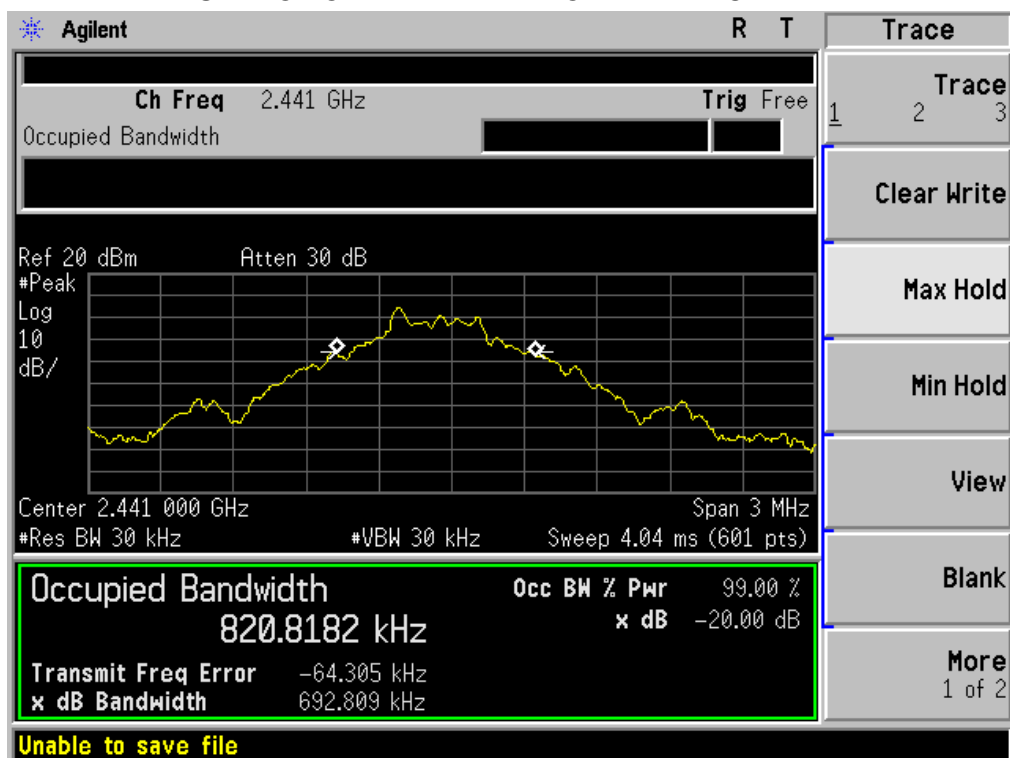 Agilent
R T
Trace
Ch Freq 2.441 GHz
Trig Free
Occupied Bandwidth
Trace
1 2 3
Clear Write
Max Hold
Min Hold
View
Blank
More
1 of 2
Ref 20 dBm
Atten 30 dB
#Peak
Log
10
dB/
Center 2.441 000 GHz
Span 3 MHz
#Res BW 30 kHz
#VBW 30 kHz
Sweep 4.04 ms (601 pts)
Occupied Bandwidth
820.8182 kHz
Occ BW % Pwr 99.00 %
x dB -20.00 dB
Transmit Freq Error -64.305 kHz
x dB Bandwidth 692.809 kHz
Unable to save file